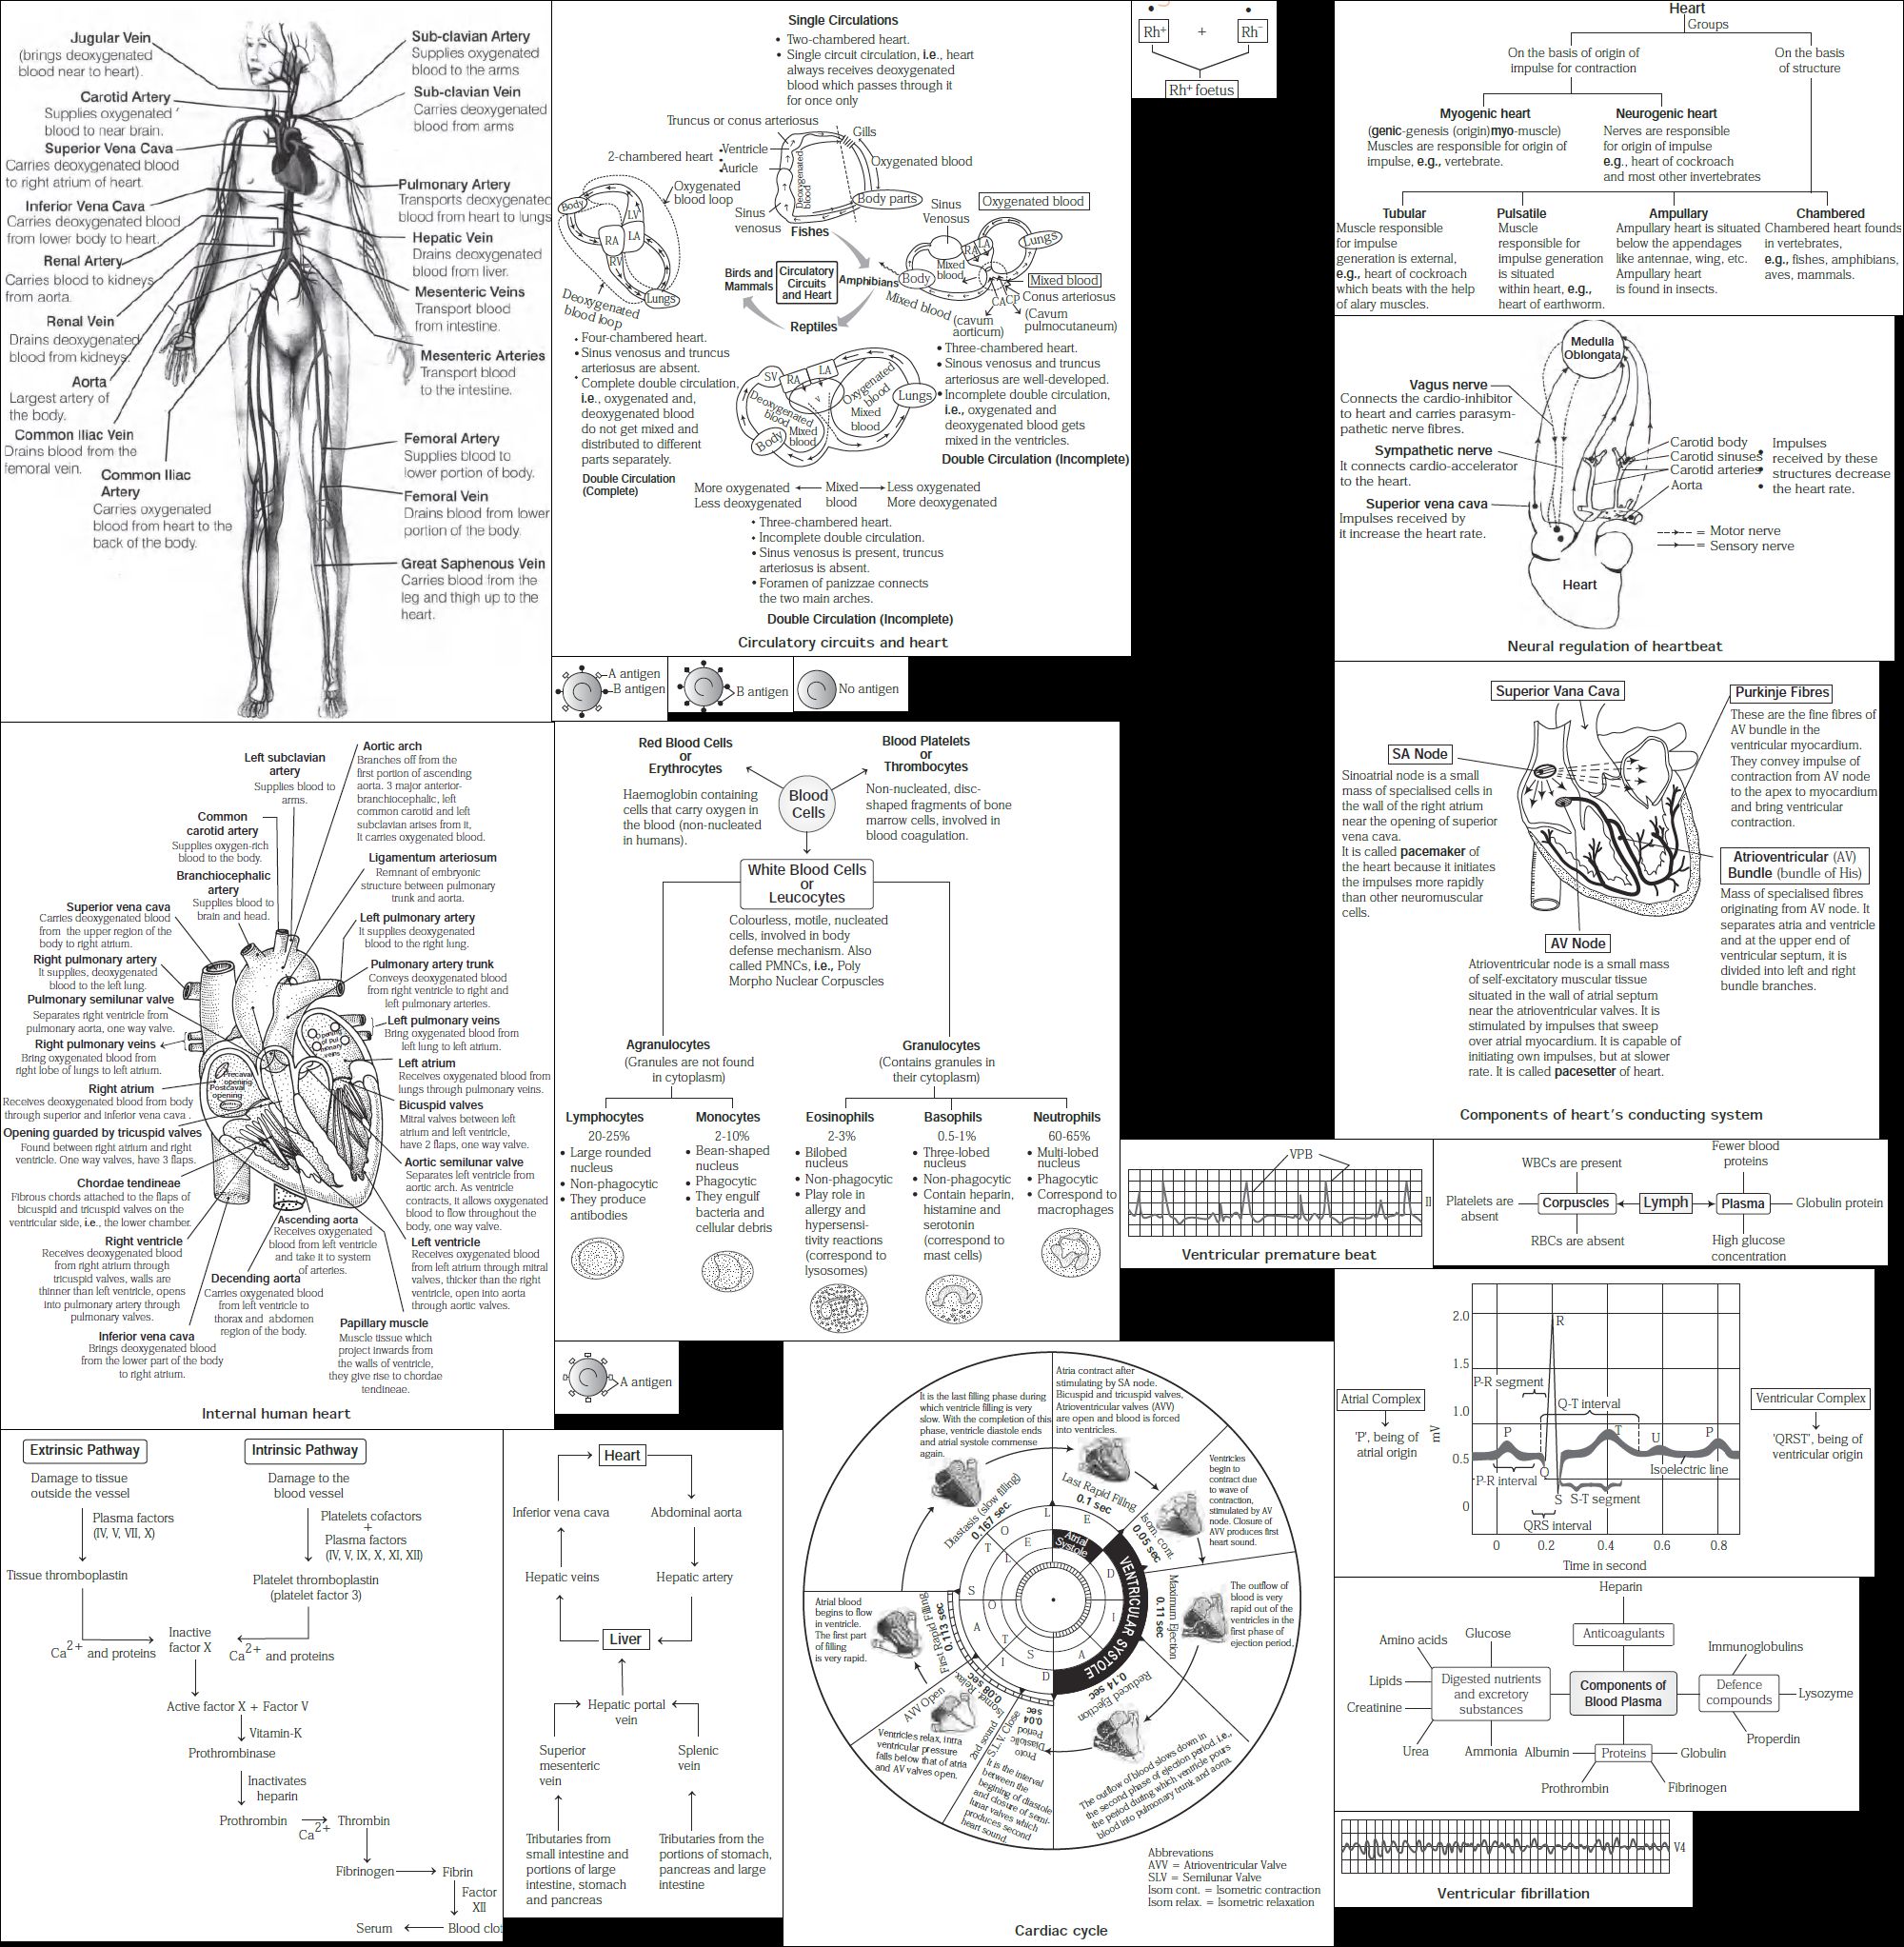 Jugular Vein
(brings deoxygenated
blood near to heart).
Carotid Artery
Supplies oxygenated
blood to near brain.
Superior Vena Cava
Carries deoxygenated blood
to right atrium of heart.
Inferior Vena Cava
Carries deoxygenated blood
from lower body to heart.
Renal Artery
Carries blood to kidneys
from aorta.
Renal Vein
Drains deoxygenated
blood from kidneys.
Aorta
Largest artery of
the body.
Common Iliac Vein
Drains blood from the
femoral vein.
Common Iliac
Artery
Carries oxygenated
blood from heart to the
back of the body.
Sub-clavian Artery
Supplies oxygenated
blood to the arms
Sub-clavian Vein
Carries deoxygenated
blood from arms
Pulmonary Artery
Transports deoxygenated
blood from heart to lungs
Hepatic Vein
Drains deoxygenated
blood from liver.
Mesenteric Veins
Transport blood
from intestine.
Mesenteric Arteries
Transport blood
to the intestine.
Femoral Artery
Supplies blood to
lower portion of body.
Femoral Vein
Drains blood from lower
portion of the body.
Great Saphenous Vein
Carries blood from the
leg and thigh up to the
heart.
Single Circulations
• Two-chambered heart.
• Single circuit circulation, i.e., heart
always receives deoxygenated
blood which passes through it
for once only
Truncus or conus arteriosus
Gills
Ventricle
2-chambered heart
Auricle
Oxygenated blood
Deoxygenated
blood
Body parts
Sinus
venosus
Fishes
Oxygenated
blood loop
Body
LV
RA
LA
RV
Lungs
Deoxygenated
blood loop
Birds and
Mammals
Circulatory
Circuits
and Heart
Amphibians
Reptiles
Sinus
Venosus
Oxygenated blood
RA
LA
Lungs
Mixed
blood
Body
Mixed blood
Mixed blood
CA
CP
Conus arteriosus
(cavum
aorticum)
(Cavum
pulmocutaneum)
• Four-chambered heart.
• Sinus venosus and truncus
arteriosus are absent.
• Complete double circulation,
i.e., oxygenated and,
deoxygenated blood
do not get mixed and
distributed to different
parts separately.
Double Circulation
(Complete)
SV
RA
LA
V
Deoxygenated
blood
Oxygenated
blood
Mixed
blood
Mixed
blood
Body
Lungs
• Three-chambered heart.
• Sinous venosus and truncus
arteriosus are well-developed.
• Incomplete double circulation,
i.e., oxygenated and
deoxygenated blood gets
mixed in the ventricles.
Double Circulation (Incomplete)
More oxygenated
Less deoxygenated
Mixed
blood
Less oxygenated
More deoxygenated
• Three-chambered heart.
• Incomplete double circulation.
• Sinus venosus is present, truncus
arteriosus is absent.
• Foramen of panizzae connects
the two main arches.
Double Circulation (Incomplete)
Circulatory circuits and heart
Rh+ + Rh−
Rh+ foetus
Heart
Groups
On the basis of origin of
impulse for contraction
On the basis
of structure
Myogenic heart
(genic-genesis (origin)myo-muscle)
Muscles are responsible for origin of
impulse, e.g., vertebrate.
Neurogenic heart
Nerves are responsible
for origin of impulse
e.g., heart of cockroach
and most other invertebrates
Tubular
Muscle responsible
for impulse
generation is external,
e.g., heart of cockroach
which beats with the help
of alary muscles.
Pulsatile
Muscle
responsible for
impulse generation
is situated
within heart, e.g.,
heart of earthworm.
Ampullary
Ampullary heart is situated
below the appendages
like antennae, wing, etc.
Ampullary heart
is found in insects.
Chambered
Chambered heart founds
in vertebrates,
e.g., fishes, amphibians,
aves, mammals.
Medulla
Oblongata
Vagus nerve
Connects the cardio-inhibitor
to heart and carries parasym-
pathetic nerve fibres.
Sympathetic nerve
It connects cardio-accelerator
to the heart.
Superior vena cava
Impulses received by
it increase the heart rate.
Carotid body
Carotid sinuses
Carotid arteries
Aorta
Impulses
received by these
structures decrease
the heart rate.
= Motor nerve
= Sensory nerve
Heart
Neural regulation of heartbeat
A antigen
B antigen
B antigen
No antigen
Superior Vana Cava
Purkinje Fibres
These are the fine fibres of
AV bundle in the
ventricular myocardium.
They convey impulse of
contraction from AV node
to the apex to myocardium
and bring ventricular
contraction.
SA Node
Sinoatrial node is a small
mass of specialised cells in
the wall of the right atrium
near the opening of superior
vena cava.
It is called pacemaker of
the heart because it initiates
the impulses more rapidly
than other neuromuscular
cells.
Atrioventricular (AV)
Bundle (bundle of His)
Mass of specialised fibres
originating from AV node. It
separates atria and ventricle
and at the upper end of
ventricular septum, it is
divided into left and right
bundle branches.
AV Node
Atrioventricular node is a small mass
of self-excitatory muscular tissue
situated in the wall of atrial septum
near the atrioventricular valves. It is
stimulated by impulses that sweep
over atrial myocardium. It is capable of
initiating own impulses, but at slower
rate. It is called pacesetter of heart.
Components of heart's conducting system
Left subclavian
artery
Supplies blood to
arms.
Aortic arch
Branches off from the
first portion of ascending
aorta. 3 major anterior-
branchiocephalic, left
common carotid and left
subclavian arises from it,
It carries oxygenated blood.
Common
carotid artery
Supplies oxygen-rich
blood to the body.
Branchiocephalic
artery
Supplies blood to
brain and head.
Superior vena cava
Carries deoxygenated blood
from the upper region of the
body to right atrium.
Right pulmonary artery
It supplies, deoxygenated
blood to the left lung.
Pulmonary semilunar valve
Separates right ventricle from
pulmonary aorta, one way valve.
Right pulmonary veins
Bring oxygenated blood from
right lobe of lungs to left atrium.
Right atrium
Receives deoxygenated blood from body
through superior and inferior vena cava .
Opening guarded by tricuspid valves
Found between right atrium and right
ventricle. One way valves, have 3 flaps.
Chordae tendineae
Fibrous chords attached to the flaps of
bicuspid and tricuspid valves on the
ventricular side, i.e., the lower chamber.
Right ventricle
Receives deoxygenated blood
from right atrium through
tricuspid valves, walls are
thinner than left ventricle, opens
into pulmonary artery through
pulmonary valves.
Inferior vena cava
Brings deoxygenated blood
from the lower part of the body
to right atrium.
Ligamentum arteriosum
Remnant of embryonic
structure between pulmonary
trunk and aorta.
Left pulmonary artery
It supplies deoxygenated
blood to the right lung.
Pulmonary artery trunk
Conveys deoxygenated blood
from right ventricle to right and
left pulmonary arteries.
Left pulmonary veins
Bring oxygenated blood from
left lung to left atrium.
Left atrium
Receives oxygenated blood from
lungs through pulmonary veins.
Bicuspid valves
Mitral valves between left
atrium and left ventricle,
have 2 flaps, one way valve.
Aortic semilunar valve
Separates left ventricle from
aortic arch. As ventricle
contracts, it allows oxygenated
blood to flow throughout the
body, one way valve.
Left ventricle
Receives oxygenated blood
from left atrium through mitral
valves, thicker than the right
ventricle, open into aorta
through aortic valves.
Opening
of pul
monary
veins
Precaval
opening
Postcaval
opening
Ascending aorta
Receives oxygenated
blood from left ventricle
and take it to system
of arteries.
Decending aorta
Carries oxygenated blood
from left ventricle to
thorax and abdomen
region of the body.
Papillary muscle
Muscle tissue which
project inwards from
the walls of ventricle,
they give rise to chordae
tendineae.
Internal human heart
Red Blood Cells
or
Erythrocytes
Haemoglobin containing
cells that carry oxygen in
the blood (non-nucleated
in humans).
Blood
Cells
Blood Platelets
or
Thrombocytes
Non-nucleated, disc-
shaped fragments of bone
marrow cells, involved in
blood coagulation.
White Blood Cells
or
Leucocytes
Colourless, motile, nucleated
cells, involved in body
defense mechanism. Also
called PMNCs, i.e., Poly
Morpho Nuclear Corpuscles
Agranulocytes
(Granules are not found
in cytoplasm)
Granulocytes
(Contains granules in
their cytoplasm)
Lymphocytes
20-25%
• Large rounded
nucleus
• Non-phagocytic
• They produce
antibodies
Monocytes
2-10%
• Bean-shaped
nucleus
• Phagocytic
• They engulf
bacteria and
cellular debris
Eosinophils
2-3%
• Bilobed
nucleus
• Non-phagocytic
• Play role in
allergy and
hypersensi-
tivity reactions
(correspond to
lysosomes)
Basophils
0.5-1%
• Three-lobed
nucleus
• Non-phagocytic
• Contain heparin,
histamine and
serotonin
(correspond to
mast cells)
Neutrophils
60-65%
• Multi-lobed
nucleus
• Phagocytic
• Correspond to
macrophages
VPB
II
Ventricular premature beat
WBCs are present
Platelets are
absent
Corpuscles
RBCs are absent
Lymph
Fewer blood
proteins
Plasma
Globulin protein
High glucose
concentration
A antigen
Extrinsic Pathway
Damage to tissue
outside the vessel
Plasma factors
(IV, V, VII, X)
Tissue thromboplastin
Ca2+ and proteins
Intrinsic Pathway
Damage to the
blood vessel
Platelets cofactors
+
Plasma factors
(IV, V, IX, X, XI, XII)
Platelet thromboplastin
(platelet factor 3)
Inactive
factor X
Ca2+ and proteins
Active factor X + Factor V
Vitamin-K
Prothrombinase
Inactivates
heparin
Prothrombin
Ca2+
Thrombin
Fibrinogen
Fibrin
Factor
XII
Serum
Blood clot
Heart
Inferior vena cava
Abdominal aorta
Hepatic veins
Hepatic artery
Liver
Hepatic portal
vein
Superior
mesenteric
vein
Splenic
vein
Tributaries from
small intestine and
portions of large
intestine, stomach
and pancreas
Tributaries from the
portions of stomach,
pancreas and large
intestine
It is the last filling phase during
which ventricle filling is very
slow. With the completion of this
phase, ventricle diastole ends
and atrial systole commense
again.
Atria contract after
stimulating by SA node.
Bicuspid and tricuspid valves,
Atrioventricular valves (AVV)
are open and blood is forced
into ventricles.
Ventricles
begin to
contract due
to wave of
contraction,
stimulated by AV
node. Closure of
AVV produces first
heart sound.
The outflow of
blood is very
rapid out of the
ventricles in the
first phase of
ejection period.
The outflow of blood slows down in
the second phase of ejection period, i.e.,
the period during which ventricle pours
blood into pulmonary trunk and aorta.
It is the interval
between the
begining of diastole
and closure of semi-
lunar valves which
produces second
heart sound.
Ventricles relax, intra
ventricular pressure
falls below that of atria
and AV valves open.
Atrial blood
begins to flow
in ventricle.
The first part
of filling
is very rapid.
Diastasis (slow filling)
0.167 sec.
Last Rapid Filing
0.1 sec
Isom. cont.
0.05 sec
Maximum Ejection
0.11 sec
Reduced Ejection
0.14 sec
Proto
Diastolic
Period
0.04
sec
S.L.V. Close
2nd sound
Isomet. Relax
0.08 sec
AVV Open
First Rapid Filling
0.113 sec
Atrial
Systole
VENTRICULAR SYSTOLE
DIASTOLE
DIASTOLE
Abbrevations
AVV = Atrioventricular Valve
SLV = Semilunar Valve
Isom cont. = Isometric contraction
Isom relax. = Isometric relaxation
Cardiac cycle
Atrial Complex
'P', being of
atrial origin
mV
2.0
1.5
1.0
0.5
0
R
P-R segment
Q-T interval
P
T
U
P
P-R interval
Q
Isoelectric line
S
S-T segment
QRS interval
0 0.2 0.4 0.6 0.8
Time in second
Ventricular Complex
'QRST', being of
ventricular origin
Heparin
Anticoagulants
Amino acids
Glucose
Lipids
Creatinine
Urea
Ammonia
Digested nutrients
and excretory
substances
Components of
Blood Plasma
Immunoglobulins
Defence
compounds
Lysozyme
Properdin
Albumin
Proteins
Globulin
Prothrombin
Fibrinogen
V4
Ventricular fibrillation